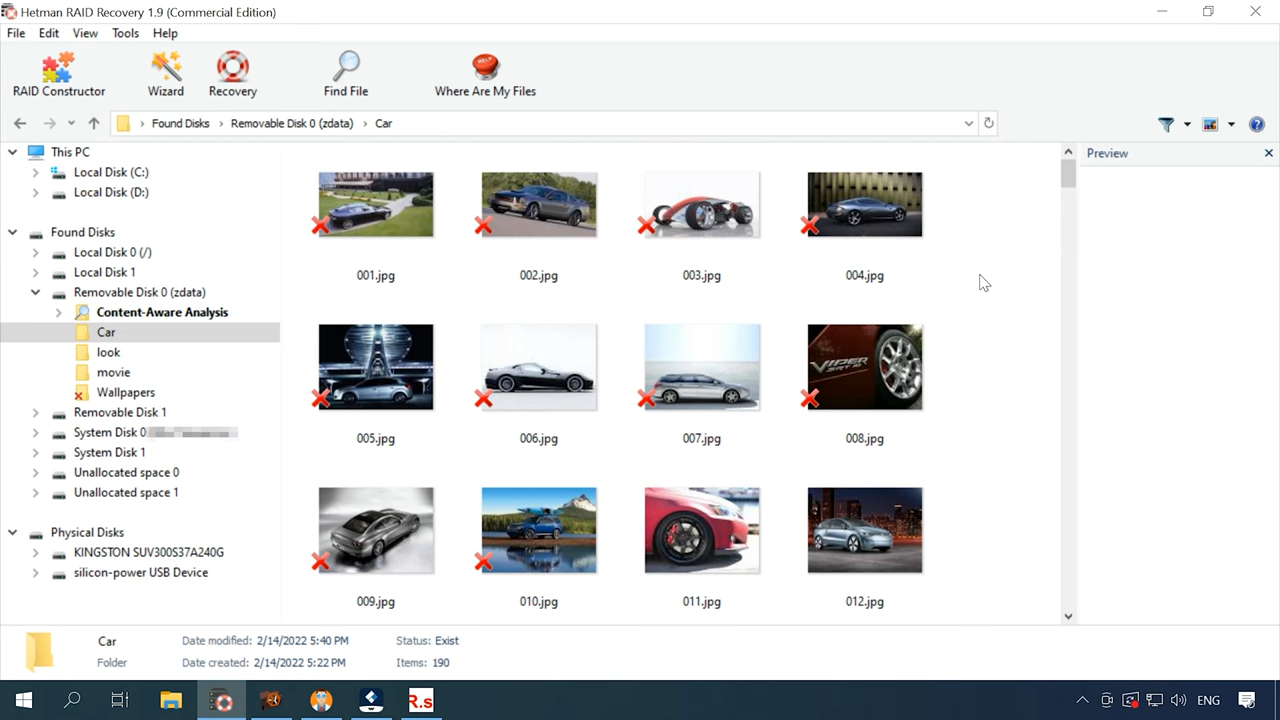 Hetman RAID Recovery 1.9 (Commercial Edition)
File Edit View Tools Help
RAID Constructor Wizard Recovery Find File Where Are My Files
Found Disks Removable Disk 0 (zdata) Car
This PC
Local Disk (C:)
Local Disk (D:)
Found Disks
Local Disk 0 (/)
Local Disk 1
Removable Disk 0 (zdata)
Content-Aware Analysis
Car
look
movie
Wallpapers
Removable Disk 1
System Disk 0
System Disk 1
Unallocated space 0
Unallocated space 1
Physical Disks
KINGSTON SUV300S37A240G
silicon-power USB Device
001.jpg 002.jpg 003.jpg 004.jpg
VIPER
005.jpg 006.jpg 007.jpg 008.jpg
009.jpg 010.jpg 011.jpg 012.jpg
Preview
Car Date modified: 2/14/2022 5:40 PM Status: Exist
Folder Date created: 2/14/2022 5:22 PM Items: 190
R.s ENG